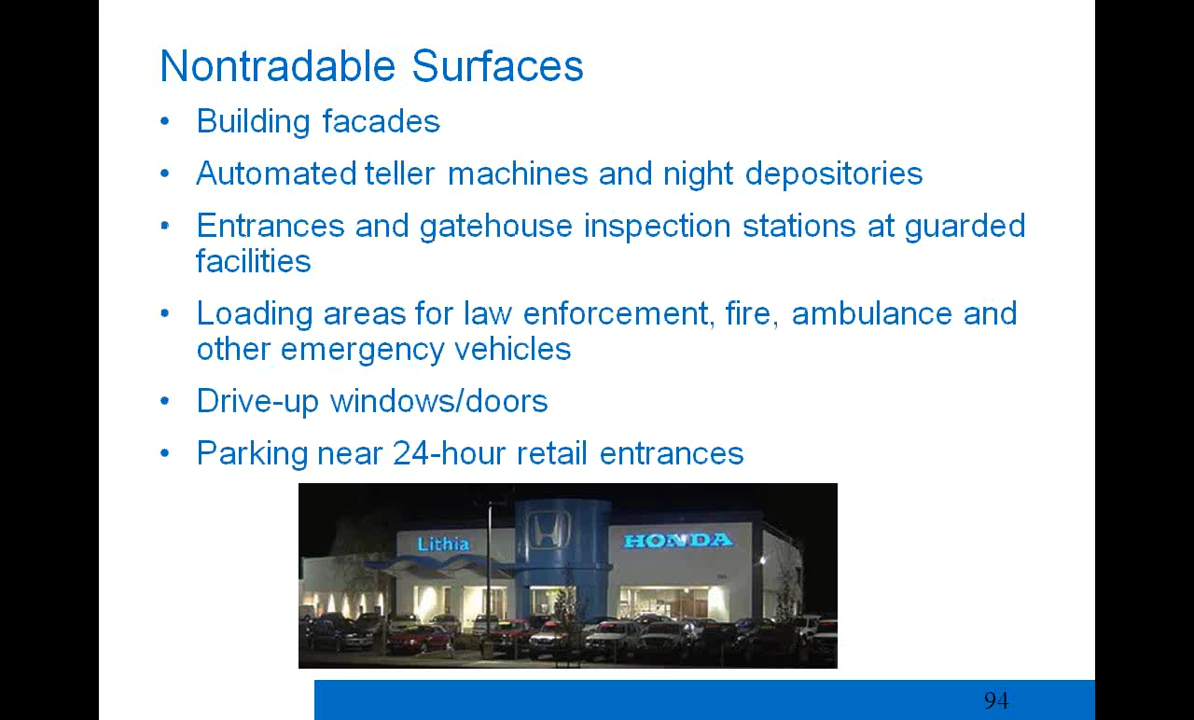 Nontradable Surfaces
• Building facades
• Automated teller machines and night depositories
• Entrances and gatehouse inspection stations at guarded
facilities
• Loading areas for law enforcement, fire, ambulance and
other emergency vehicles
• Drive-up windows/doors
• Parking near 24-hour retail entrances
Lithia
HONDA
94